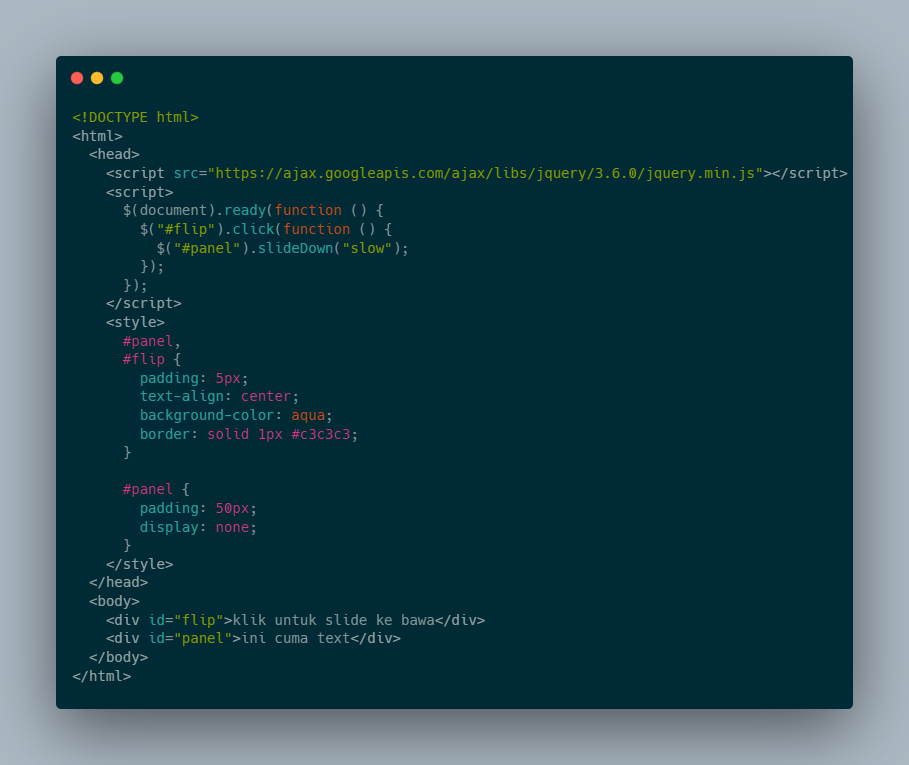 <!DOCTYPE html>
<html>
  <head>
    <script src="https://ajax.googleapis.com/ajax/libs/jquery/3.6.0/jquery.min.js"></script>
    <script>
      $(document).ready(function () {
        $("#flip").click(function () {
          $("#panel").slideDown("slow");
        });
      });
    </script>
    <style>
      #panel,
      #flip {
        padding: 5px;
        text-align: center;
        background-color: aqua;
        border: solid 1px #c3c3c3;
      }

      #panel {
        padding: 50px;
        display: none;
      }
    </style>
  </head>
  <body>
    <div id="flip">klik untuk slide ke bawa</div>
    <div id="panel">ini cuma text</div>
  </body>
</html>